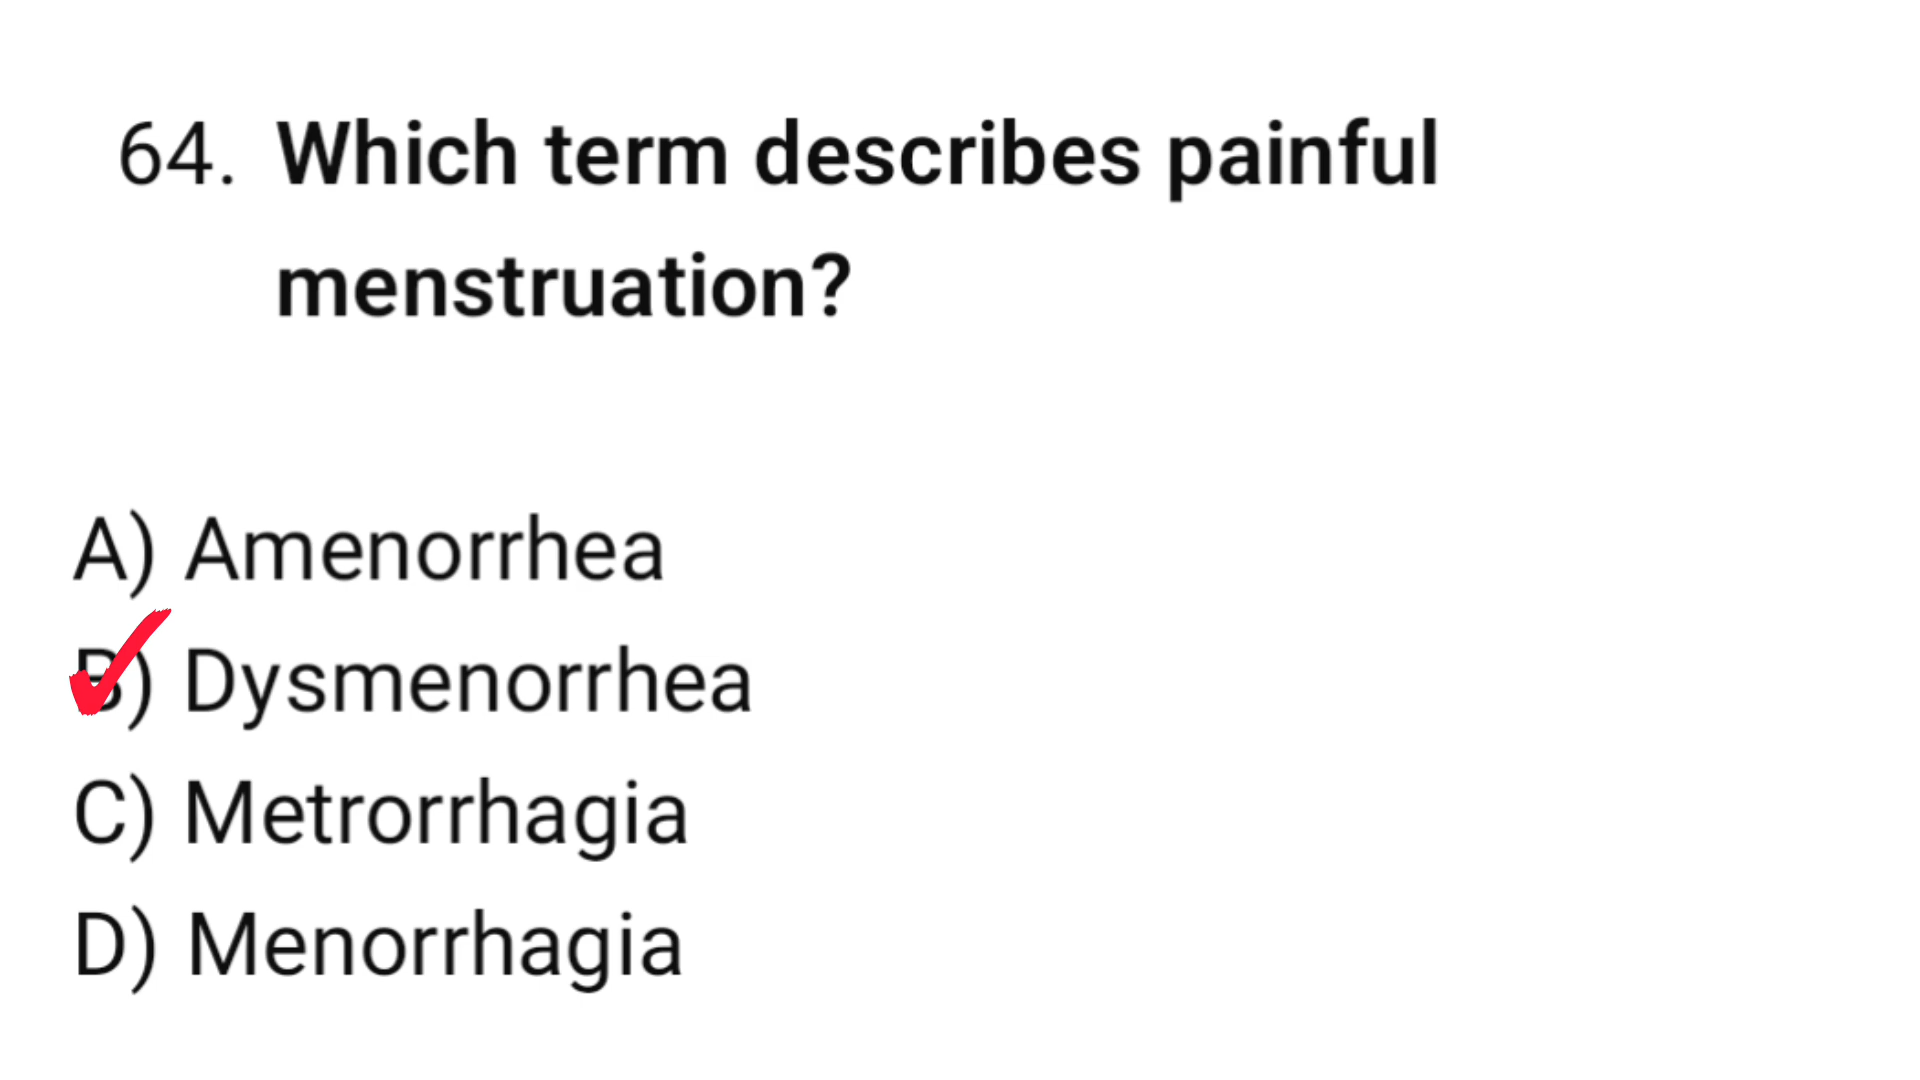 64. Which term describes painful
menstruation?
A) Amenorrhea
B) Dysmenorrhea
C) Metrorrhagia
D) Menorrhagia